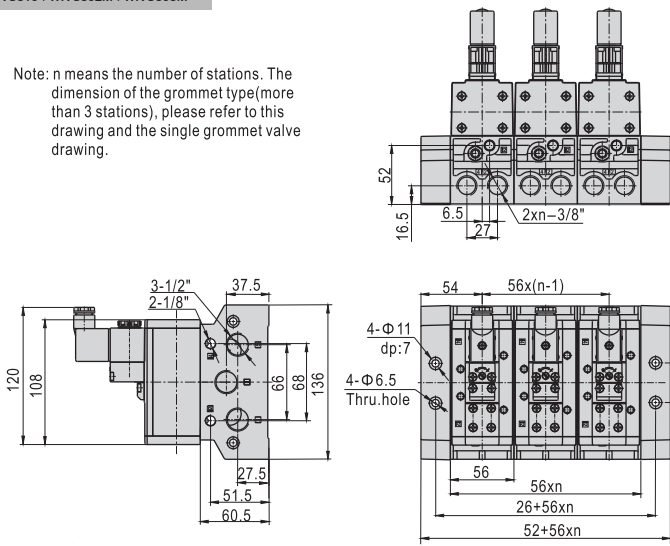 Note: n means the number of stations. The
dimension of the grommet type(more
than 3 stations), please refer to this
drawing and the single grommet valve
drawing.
52
16.5
6.5
27
2xn–3/8"
3-1/2"
2-1/8"
37.5
120
108
66
68
136
27.5
51.5
60.5
54
56x(n-1)
4-Φ11
dp:7
4-Φ6.5
Thru.hole
56
56xn
26+56xn
52+56xn